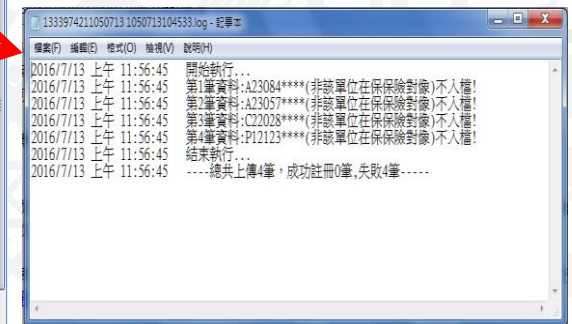 1333974211050713 1050713104533.log - 記事本
檔案(F) 編輯(E) 格式(O) 檢視(V) 說明(H)
2016/7/13 上午 11:56:45 開始執行...
2016/7/13 上午 11:56:45 第1筆資料:A23084****(非該單位在保保險對像)不入檔!
2016/7/13 上午 11:56:45 第2筆資料:A23057****(非該單位在保保險對像)不入檔!
2016/7/13 上午 11:56:45 第3筆資料:C22028****(非該單位在保保險對像)不入檔!
2016/7/13 上午 11:56:45 第4筆資料:P12123****(非該單位在保保險對像)不入檔!
2016/7/13 上午 11:56:45 結束執行...
2016/7/13 上午 11:56:45 ----總共上傳4筆，成功註冊0筆,失敗4筆-----